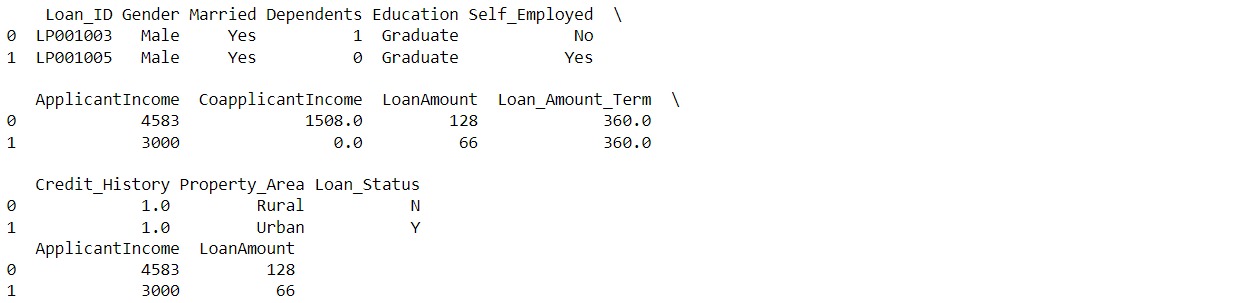 Loan_ID Gender Married Dependents Education Self_Employed \
0 LP001003 Male Yes 1 Graduate No
1 LP001005 Male Yes 0 Graduate Yes
ApplicantIncome CoapplicantIncome LoanAmount Loan_Amount_Term \
0 4583 1508.0 128 360.0
1 3000 0.0 66 360.0
Credit_History Property_Area Loan_Status
0 1.0 Rural N
1 1.0 Urban Y
ApplicantIncome LoanAmount
0 4583 128
1 3000 66